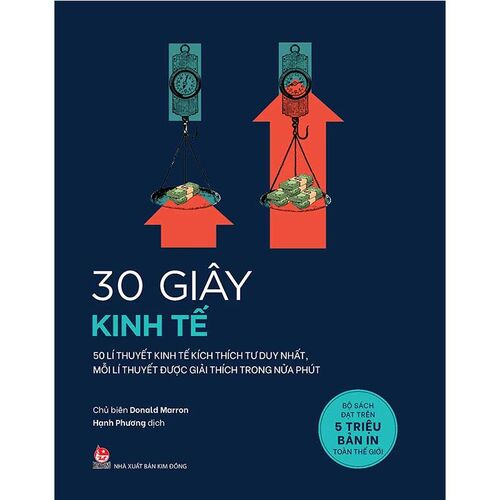 30 GIÂY
KINH TẾ
50 LÍ THUYẾT KINH TẾ KÍCH THÍCH TƯ DUY NHẤT,
MỖI LÍ THUYẾT ĐƯỢC GIẢI THÍCH TRONG NỬA PHÚT
Chủ biên Donald Marron
Hạnh Phương dịch
BỘ SÁCH
ĐẠT TRÊN
5 TRIỆU
BẢN IN
TOÀN THẾ GIỚI
NHÀ XUẤT BẢN KIM ĐỒNG